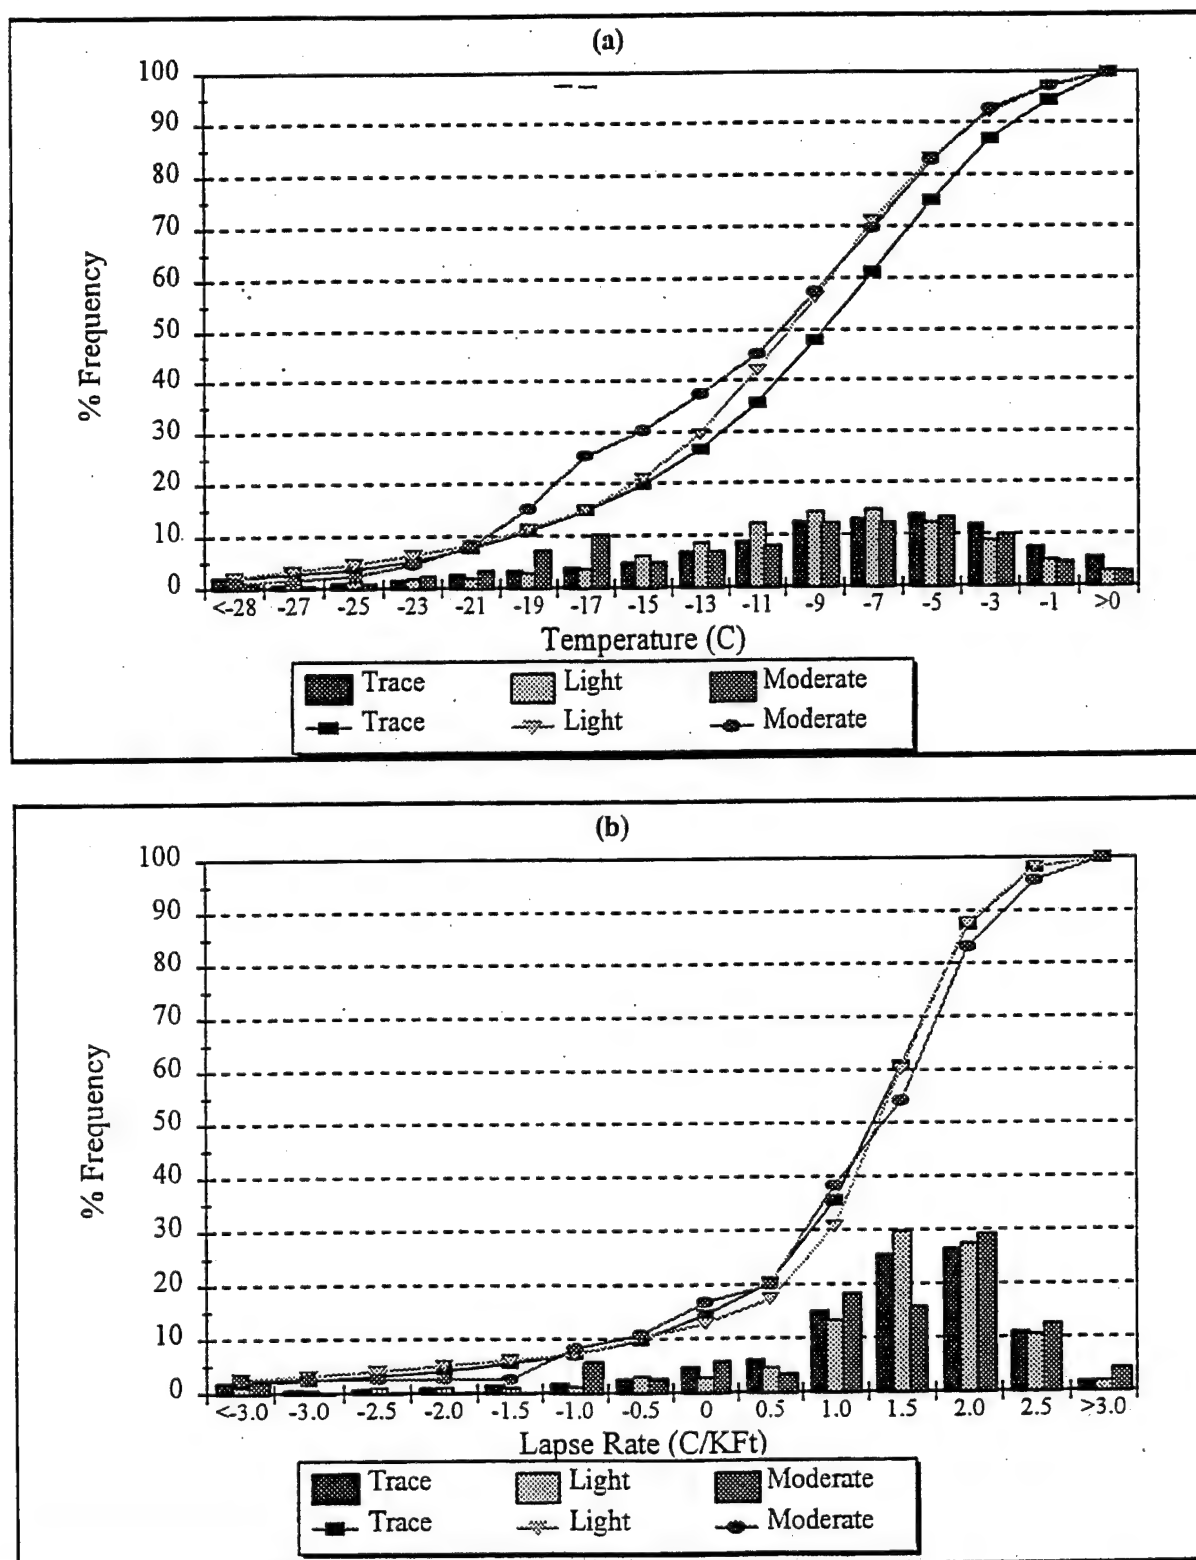 (a)
100
90
80
70
60
50
40
30
20
10
0
% Frequency
<-28 -27 -25 -23 -21 -19 -17 -15 -13 -11 -9 -7 -5 -3 -1 >0
Temperature (C)
Trace Light Moderate
Trace Light Moderate
(b)
100
90
80
70
60
50
40
30
20
10
0
% Frequency
<-3.0 -3.0 -2.5 -2.0 -1.5 -1.0 -0.5 0 0.5 1.0 1.5 2.0 2.5 >3.0
Lapse Rate (C/KFt)
Trace Light Moderate
Trace Light Moderate